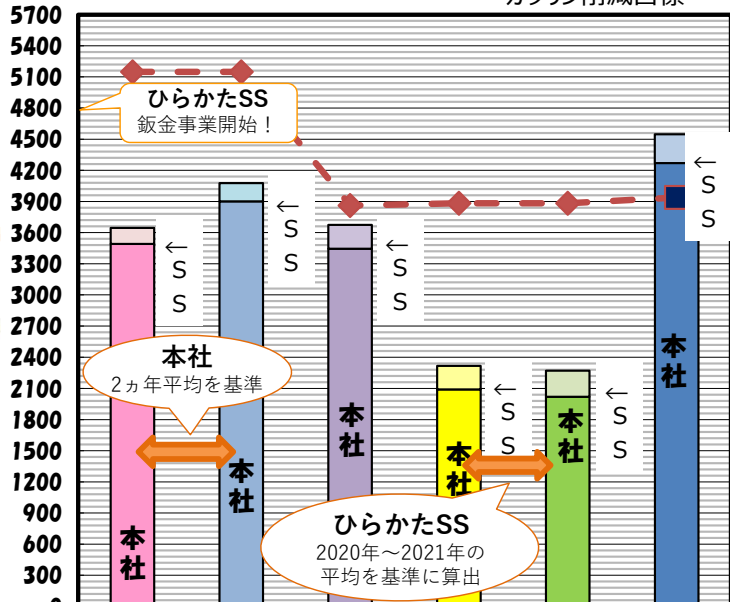 5700
5400
5100
4800
4500
4200
3900
3600
3300
3000
2700
2400
2100
1800
1500
1200
900
600
300
ひらかたSS
鈑金事業開始！
←
S
S
←
S
S
←
S
S
←
S
S
←
S
S
←
S
S
本社
2ヵ年平均を基準
本社
本社
本社
本社
本社
本社
ひらかたSS
2020年～2021年の
平均を基準に算出